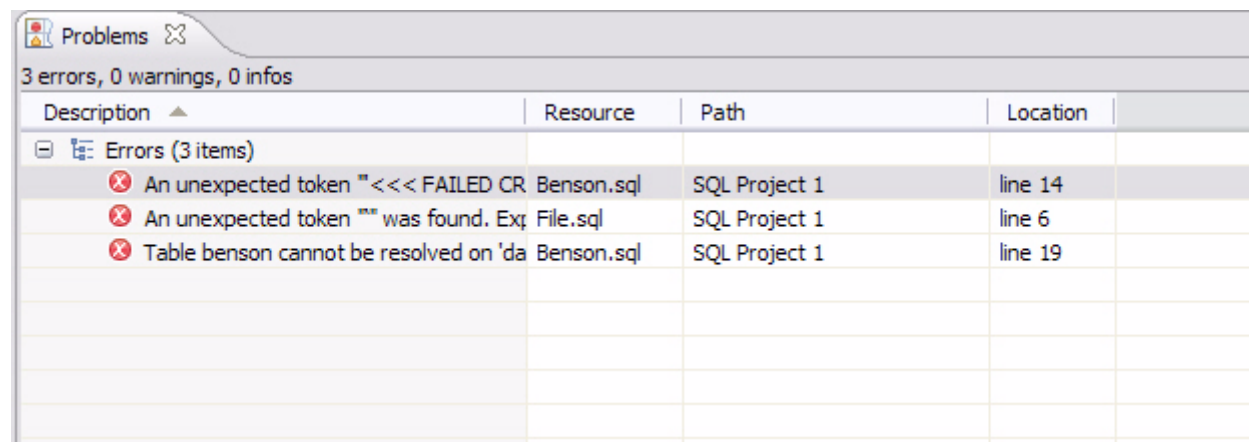 Problems
3 errors, 0 warnings, 0 infos
Description Resource Path Location
Errors (3 items)
An unexpected token "'<<< FAILED CR Benson.sql SQL Project 1 line 14
An unexpected token "'" was found. Exp File.sql SQL Project 1 line 6
Table benson cannot be resolved on 'da Benson.sql SQL Project 1 line 19